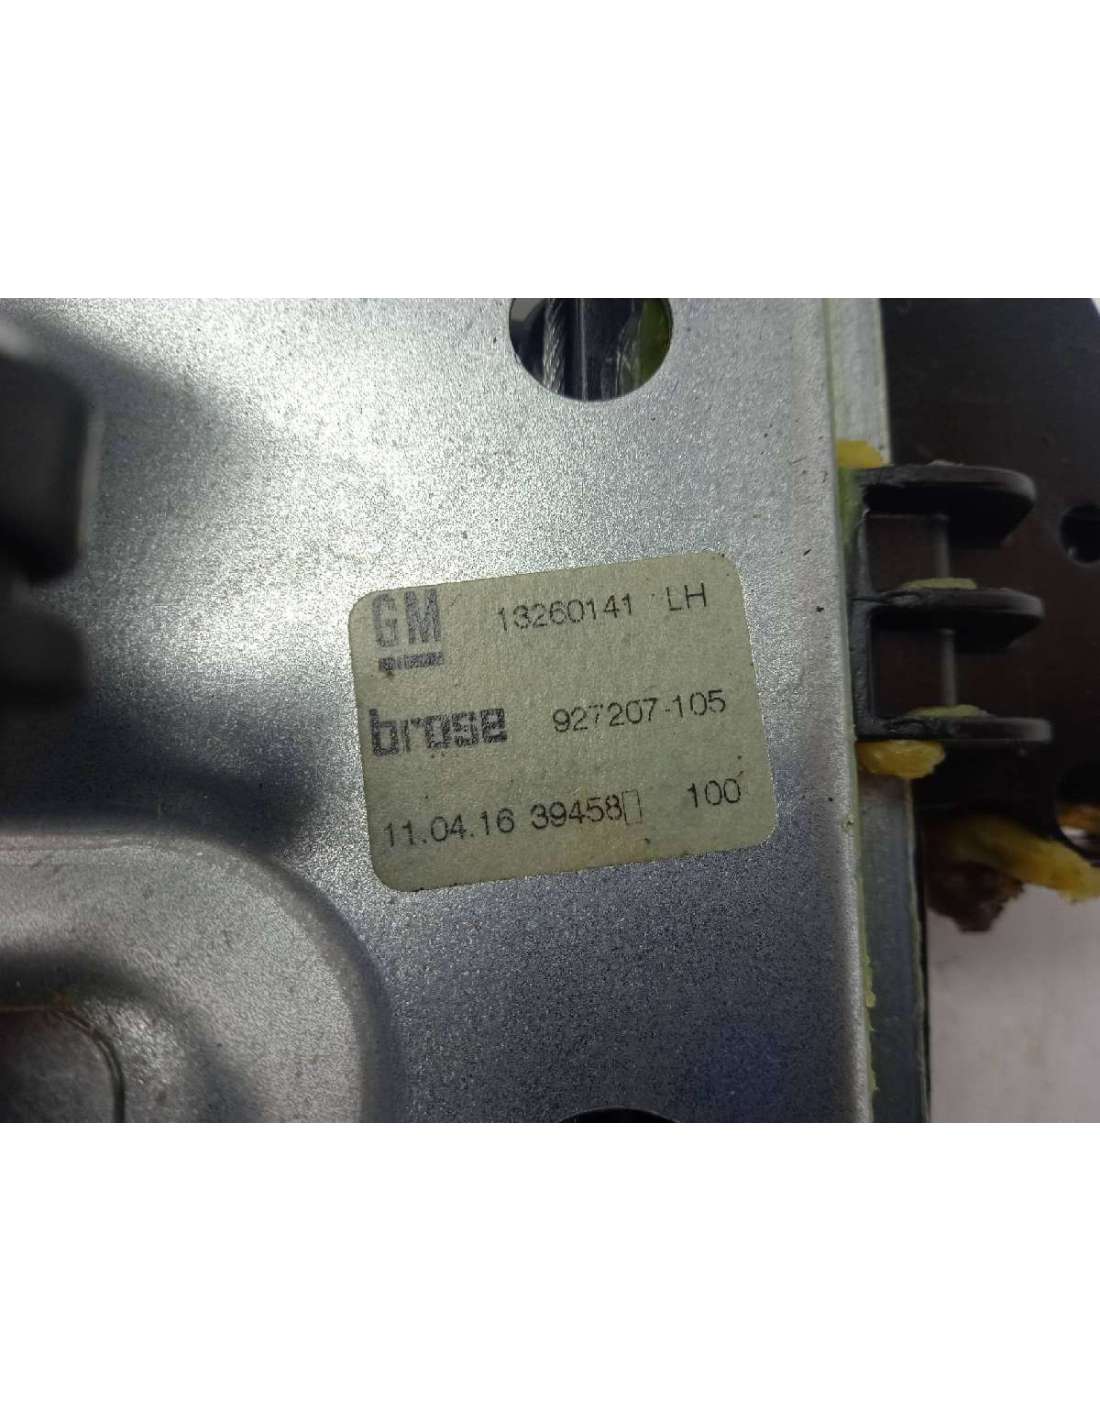 GM 13260141 LH
brose 927207-105
11.04.16 39458▯ 100